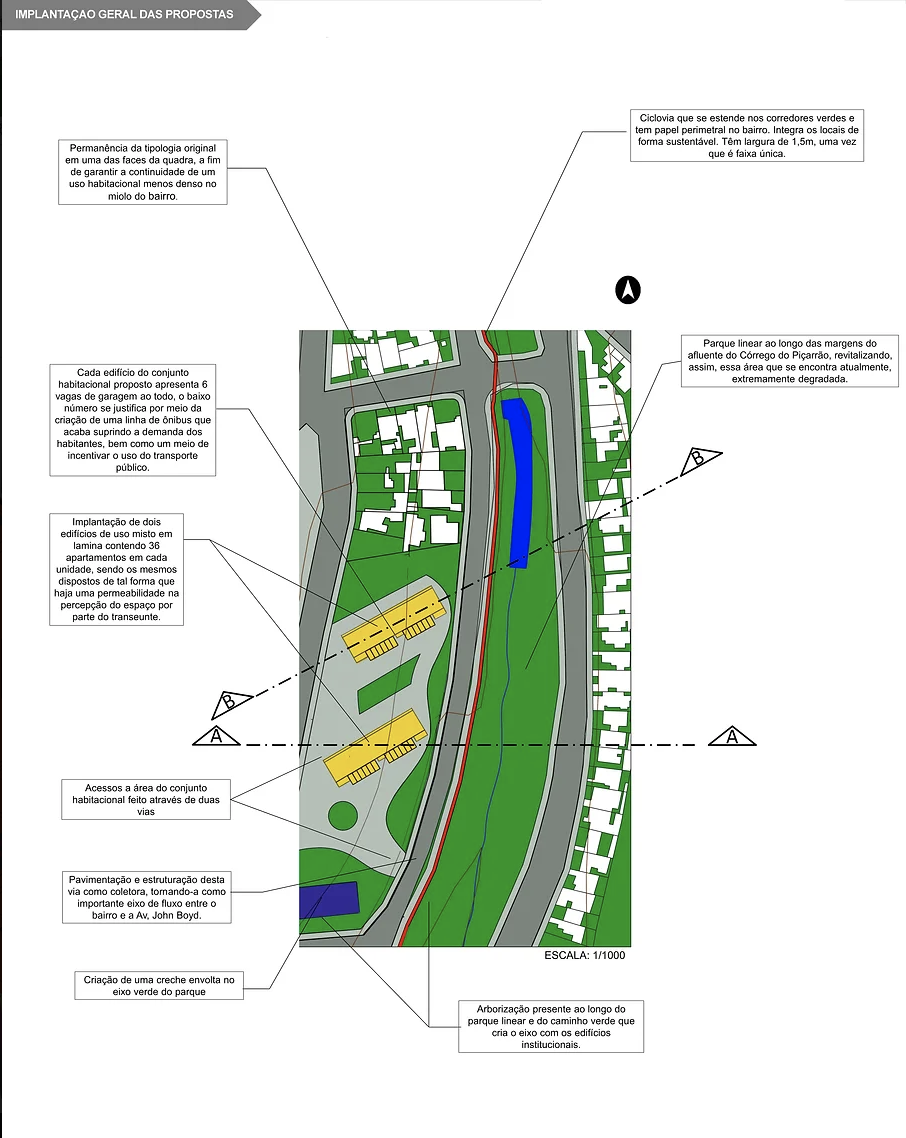 IMPLANTAÇAO GERAL DAS PROPOSTAS
Ciclovia que se estende nos corredores verdes e
tem papel perimetral no bairro. Integra os locais de
forma sustentável. Têm largura de 1,5m, uma vez
que é faixa única.
Permanência da tipologia original
em uma das faces da quadra, a fim
de garantir a continuidade de um
uso habitacional menos denso no
miolo do bairro.
Parque linear ao longo das margens do
afluente do Córrego do Piçarrão, revitalizando,
assim, essa área que se encontra atualmente,
extremamente degradada.
Cada edifício do conjunto
habitacional proposto apresenta 6
vagas de garagem ao todo, o baixo
número se justifica por meio da
criação de uma linha de ônibus que
acaba suprindo a demanda dos
habitantes, bem como um meio de
incentivar o uso do transporte
público.
B
Implantação de dois
edifícios de uso misto em
lamina contendo 36
apartamentos em cada
unidade, sendo os mesmos
dispostos de tal forma que
haja uma permeabilidade na
percepção do espaço por
parte do transeunte.
B
A
A
Acessos a área do conjunto
habitacional feito através de duas
vias
Pavimentação e estruturação desta
via como coletora, tornando-a como
importante eixo de fluxo entre o
bairro e a Av, John Boyd.
ESCALA: 1/1000
Criação de uma creche envolta no
eixo verde do parque
Arborização presente ao longo do
parque linear e do caminho verde que
cria o eixo com os edifícios
institucionais.